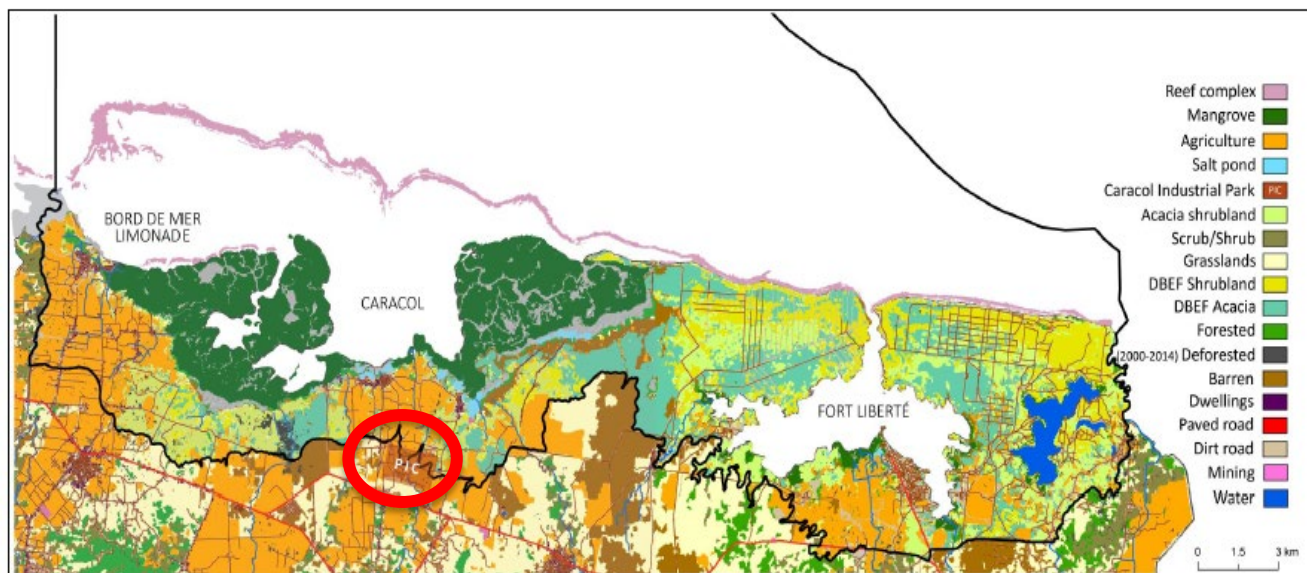 BORD DE MER
LIMONADE
CARACOL
FORT LIBERTÉ
PIC
Reef complex
Mangrove
Agriculture
Salt pond
Caracol Industrial Park PIC
Acacia shrubland
Scrub/Shrub
Grasslands
DBEF Shrubland
DBEF Acacia
Forested
(2000-2014) Deforested
Barren
Dwellings
Paved road
Dirt road
Mining
Water
0 1.5 3 km